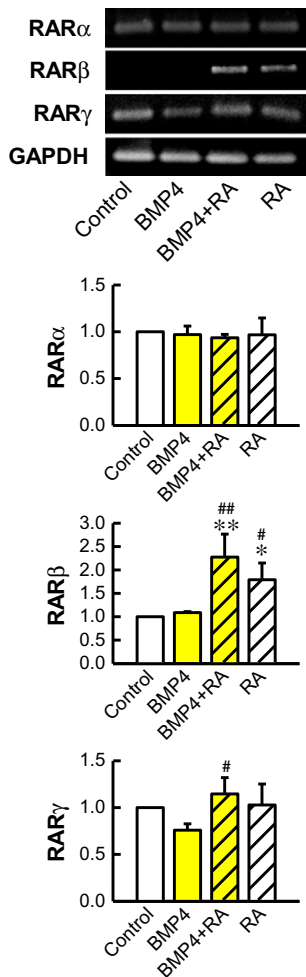 RARα
RARβ
RARγ
GAPDH
Control BMP4 BMP4+RA RA
RARα
1.5
1.0
0.5
0.0
Control BMP4 BMP4+RA RA
RARβ
3.0
2.5
2.0
1.5
1.0
0.5
0.0
## #
** *
Control BMP4 BMP4+RA RA
RARγ
1.5
1.0
0.5
0.0
#
Control BMP4 BMP4+RA RA